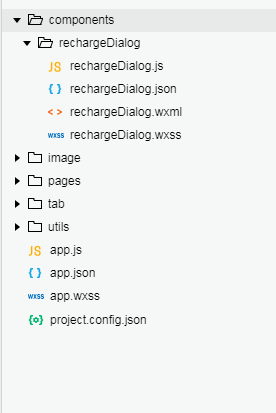 components
rechargeDialog
JS rechargeDialog.js
{ } rechargeDialog.json
< > rechargeDialog.wxml
wxss rechargeDialog.wxss
image
pages
tab
utils
JS app.js
{ } app.json
wxss app.wxss
{o} project.config.json